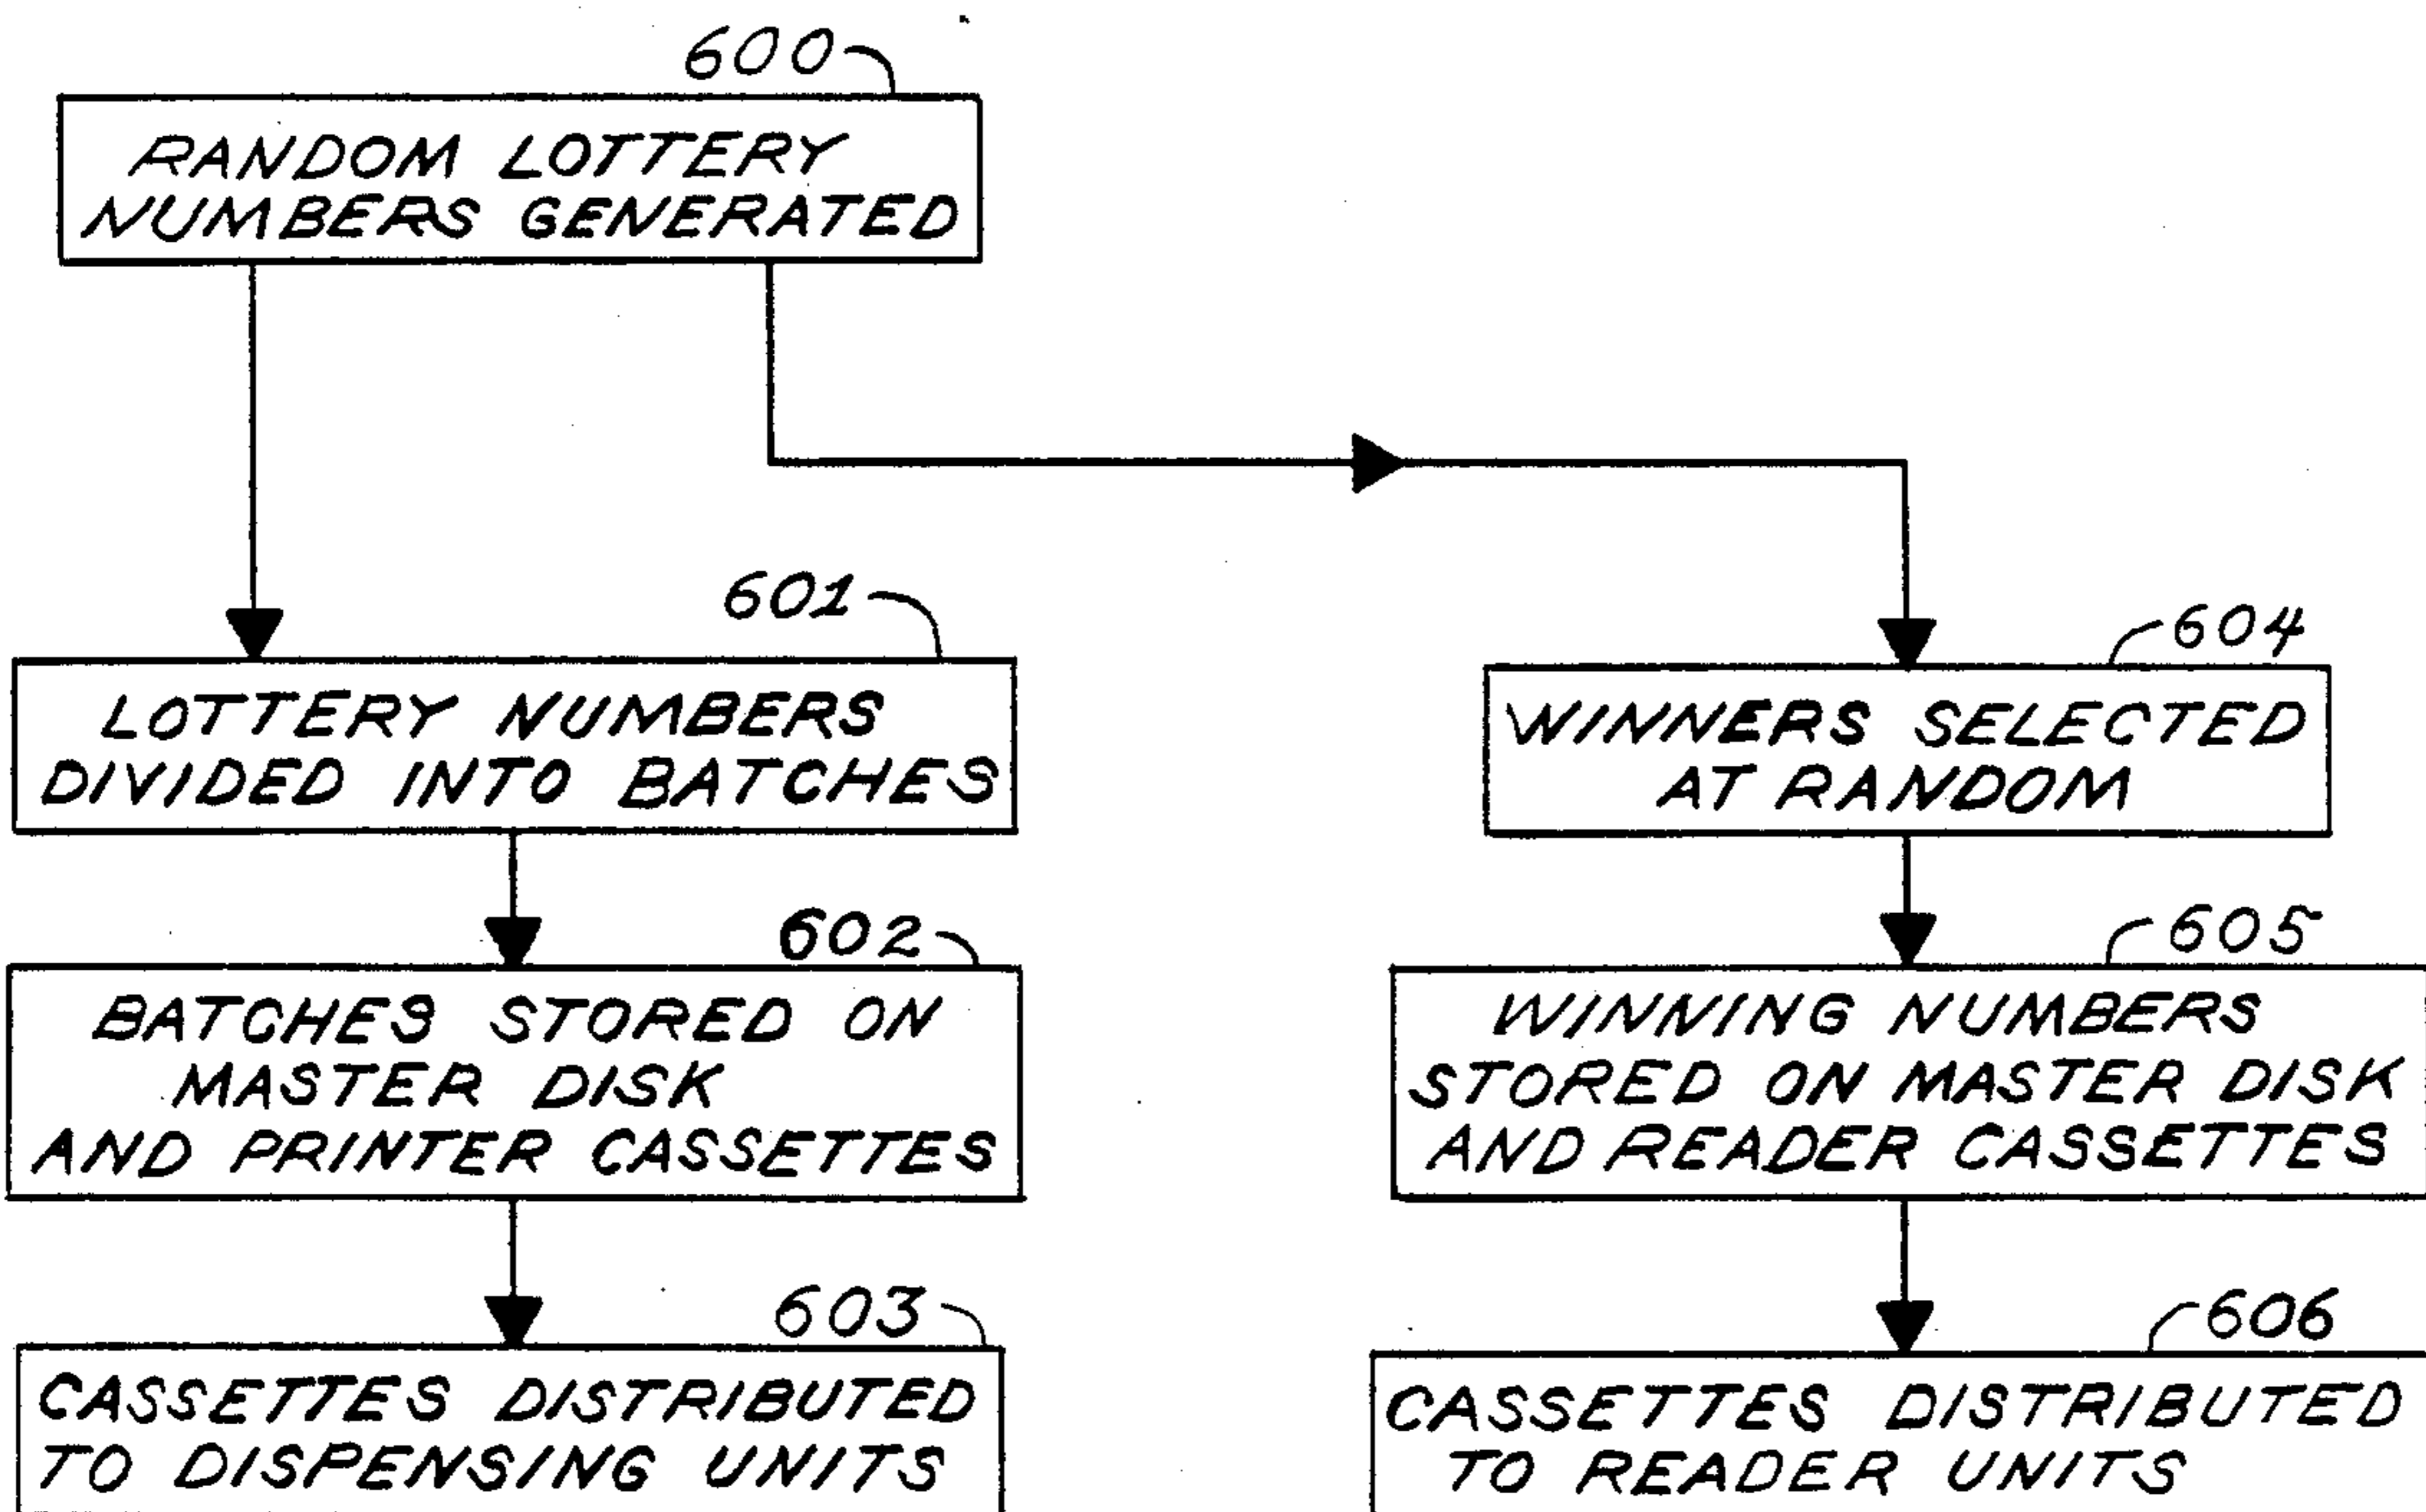 600
RANDOM LOTTERY
NUMBERS GENERATED
601
LOTTERY NUMBERS
DIVIDED INTO BATCHES
602
BATCHES STORED ON
MASTER DISK
AND PRINTER CASSETTES
603
CASSETTES DISTRIBUTED
TO DISPENSING UNITS
604
WINNERS SELECTED
AT RANDOM
605
WINNING NUMBERS
STORED ON MASTER DISK
AND READER CASSETTES
606
CASSETTES DISTRIBUTED
TO READER UNITS